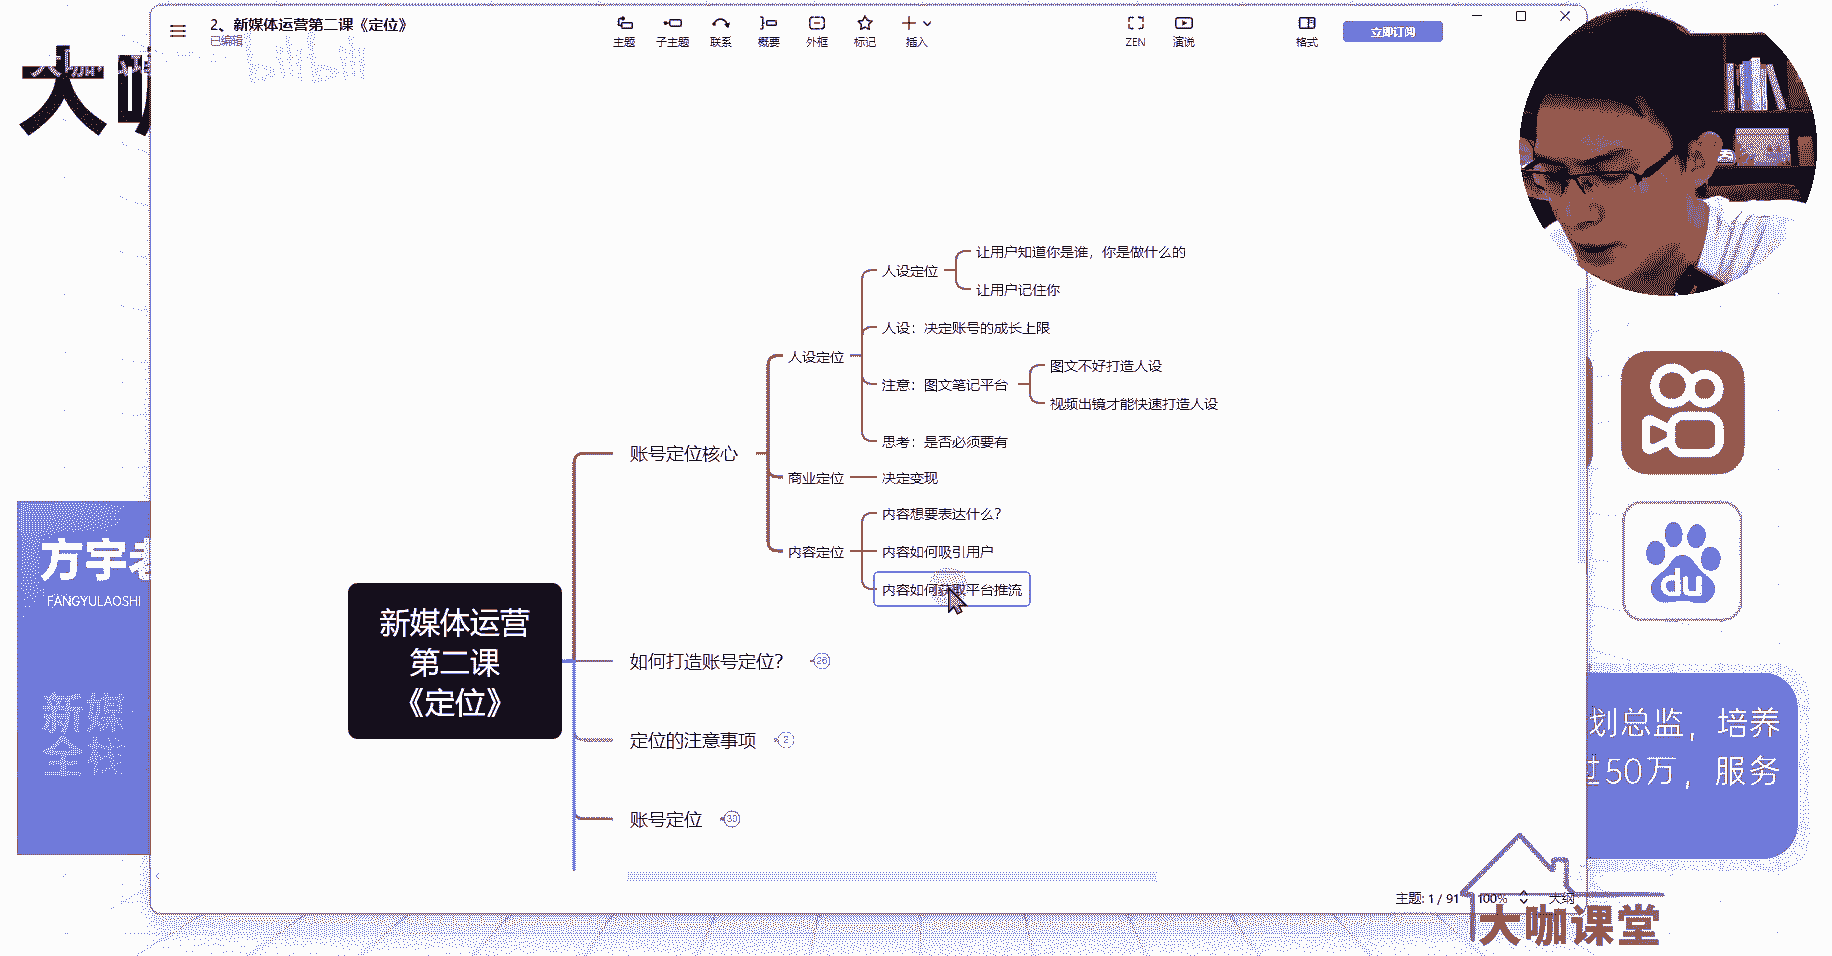 2、新媒体运营第二课《定位》
已编辑
主题
子主题
联系
概要
外框
标记
插入
ZEN
演说
格式
立即订阅
bilibili
大咖
方宇老
FANGYULAOSHI
新媒
全栈
新媒体运营
第二课
《定位》
账号定位核心
人设定位
人设定位
让用户知道你是谁，你是做什么的
让用户记住你
人设：决定账号的成长上限
注意：图文笔记平台
图文不好打造人设
视频出镜才能快速打造人设
思考：是否必须要有
商业定位
决定变现
内容定位
内容想要表达什么？
内容如何吸引用户
内容如何获取平台推流
如何打造账号定位？
26
定位的注意事项
2
账号定位
30
du
划总监，培养
过50万，服务
主题: 1 / 91
100%
大纲
大咖课堂